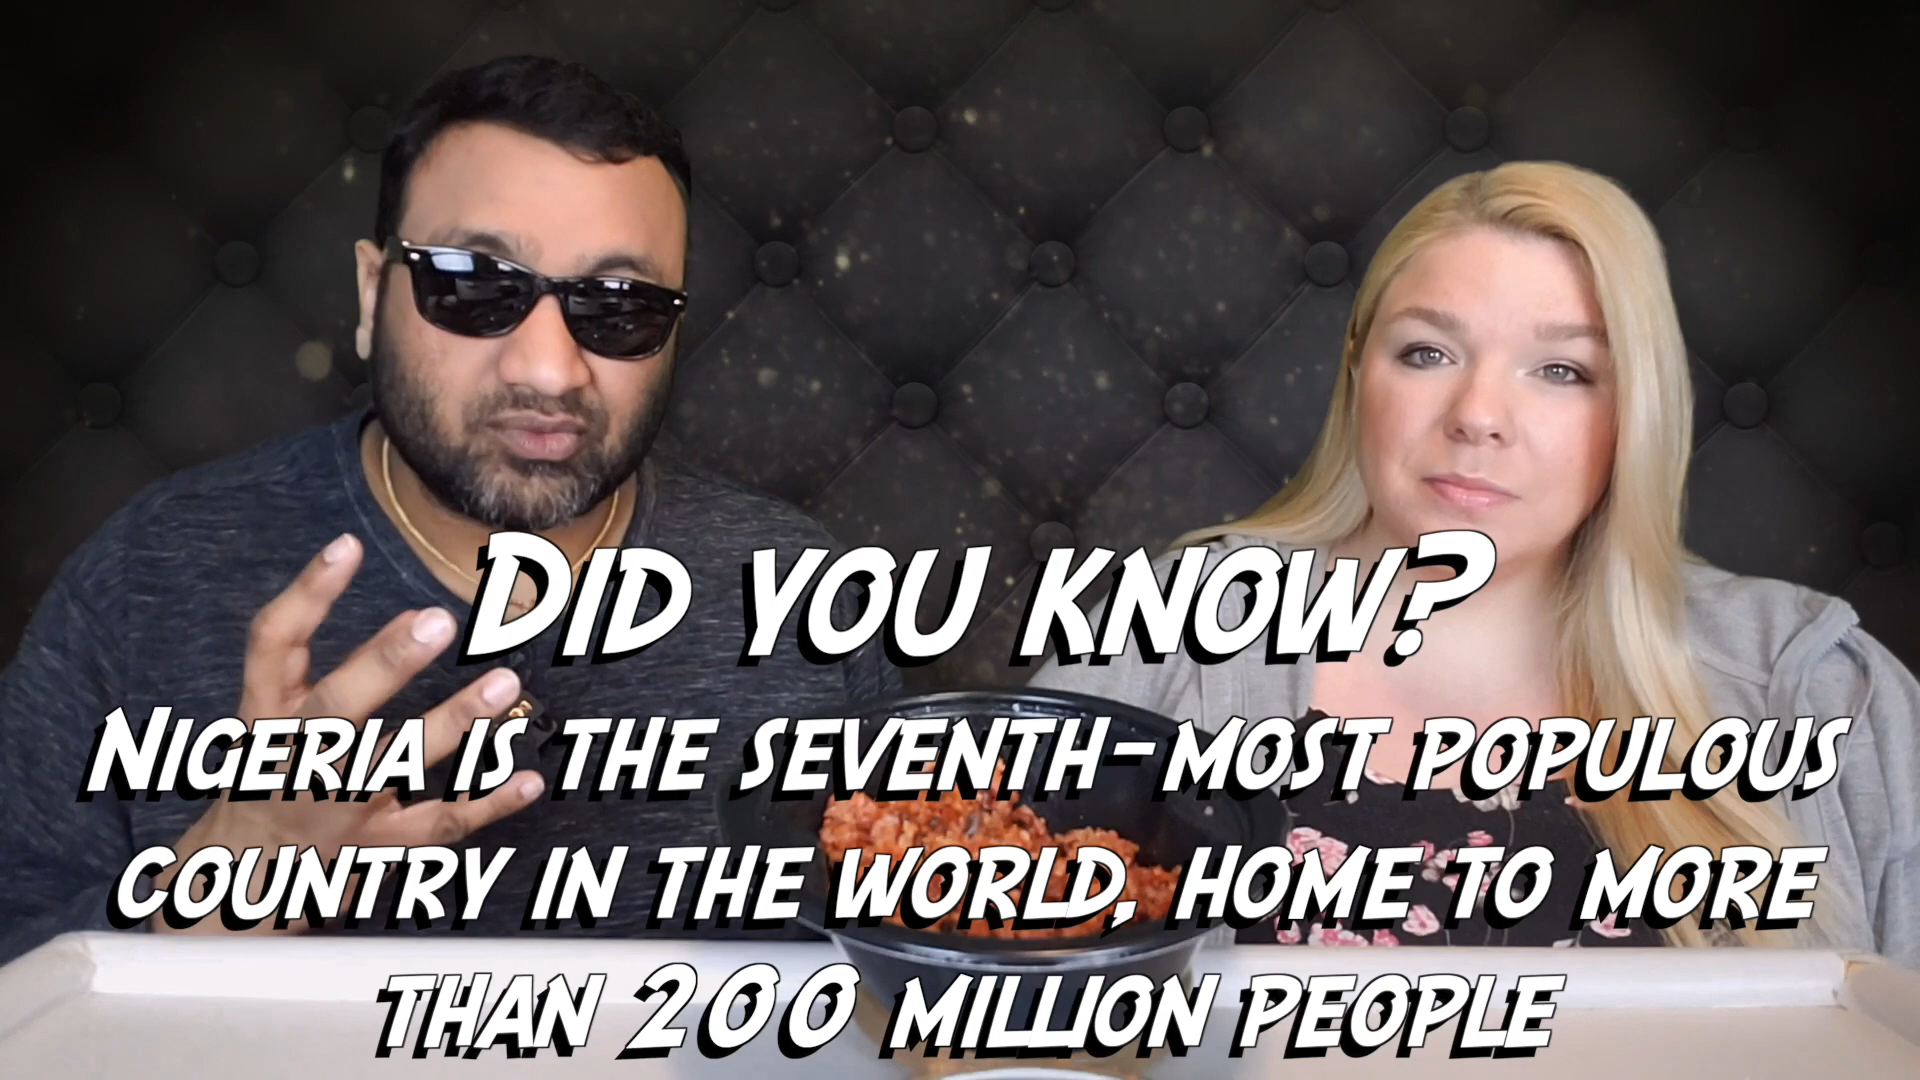 Did you know?
Nigeria is the seventh-most populous
country in the world, home to more
than 200 million people